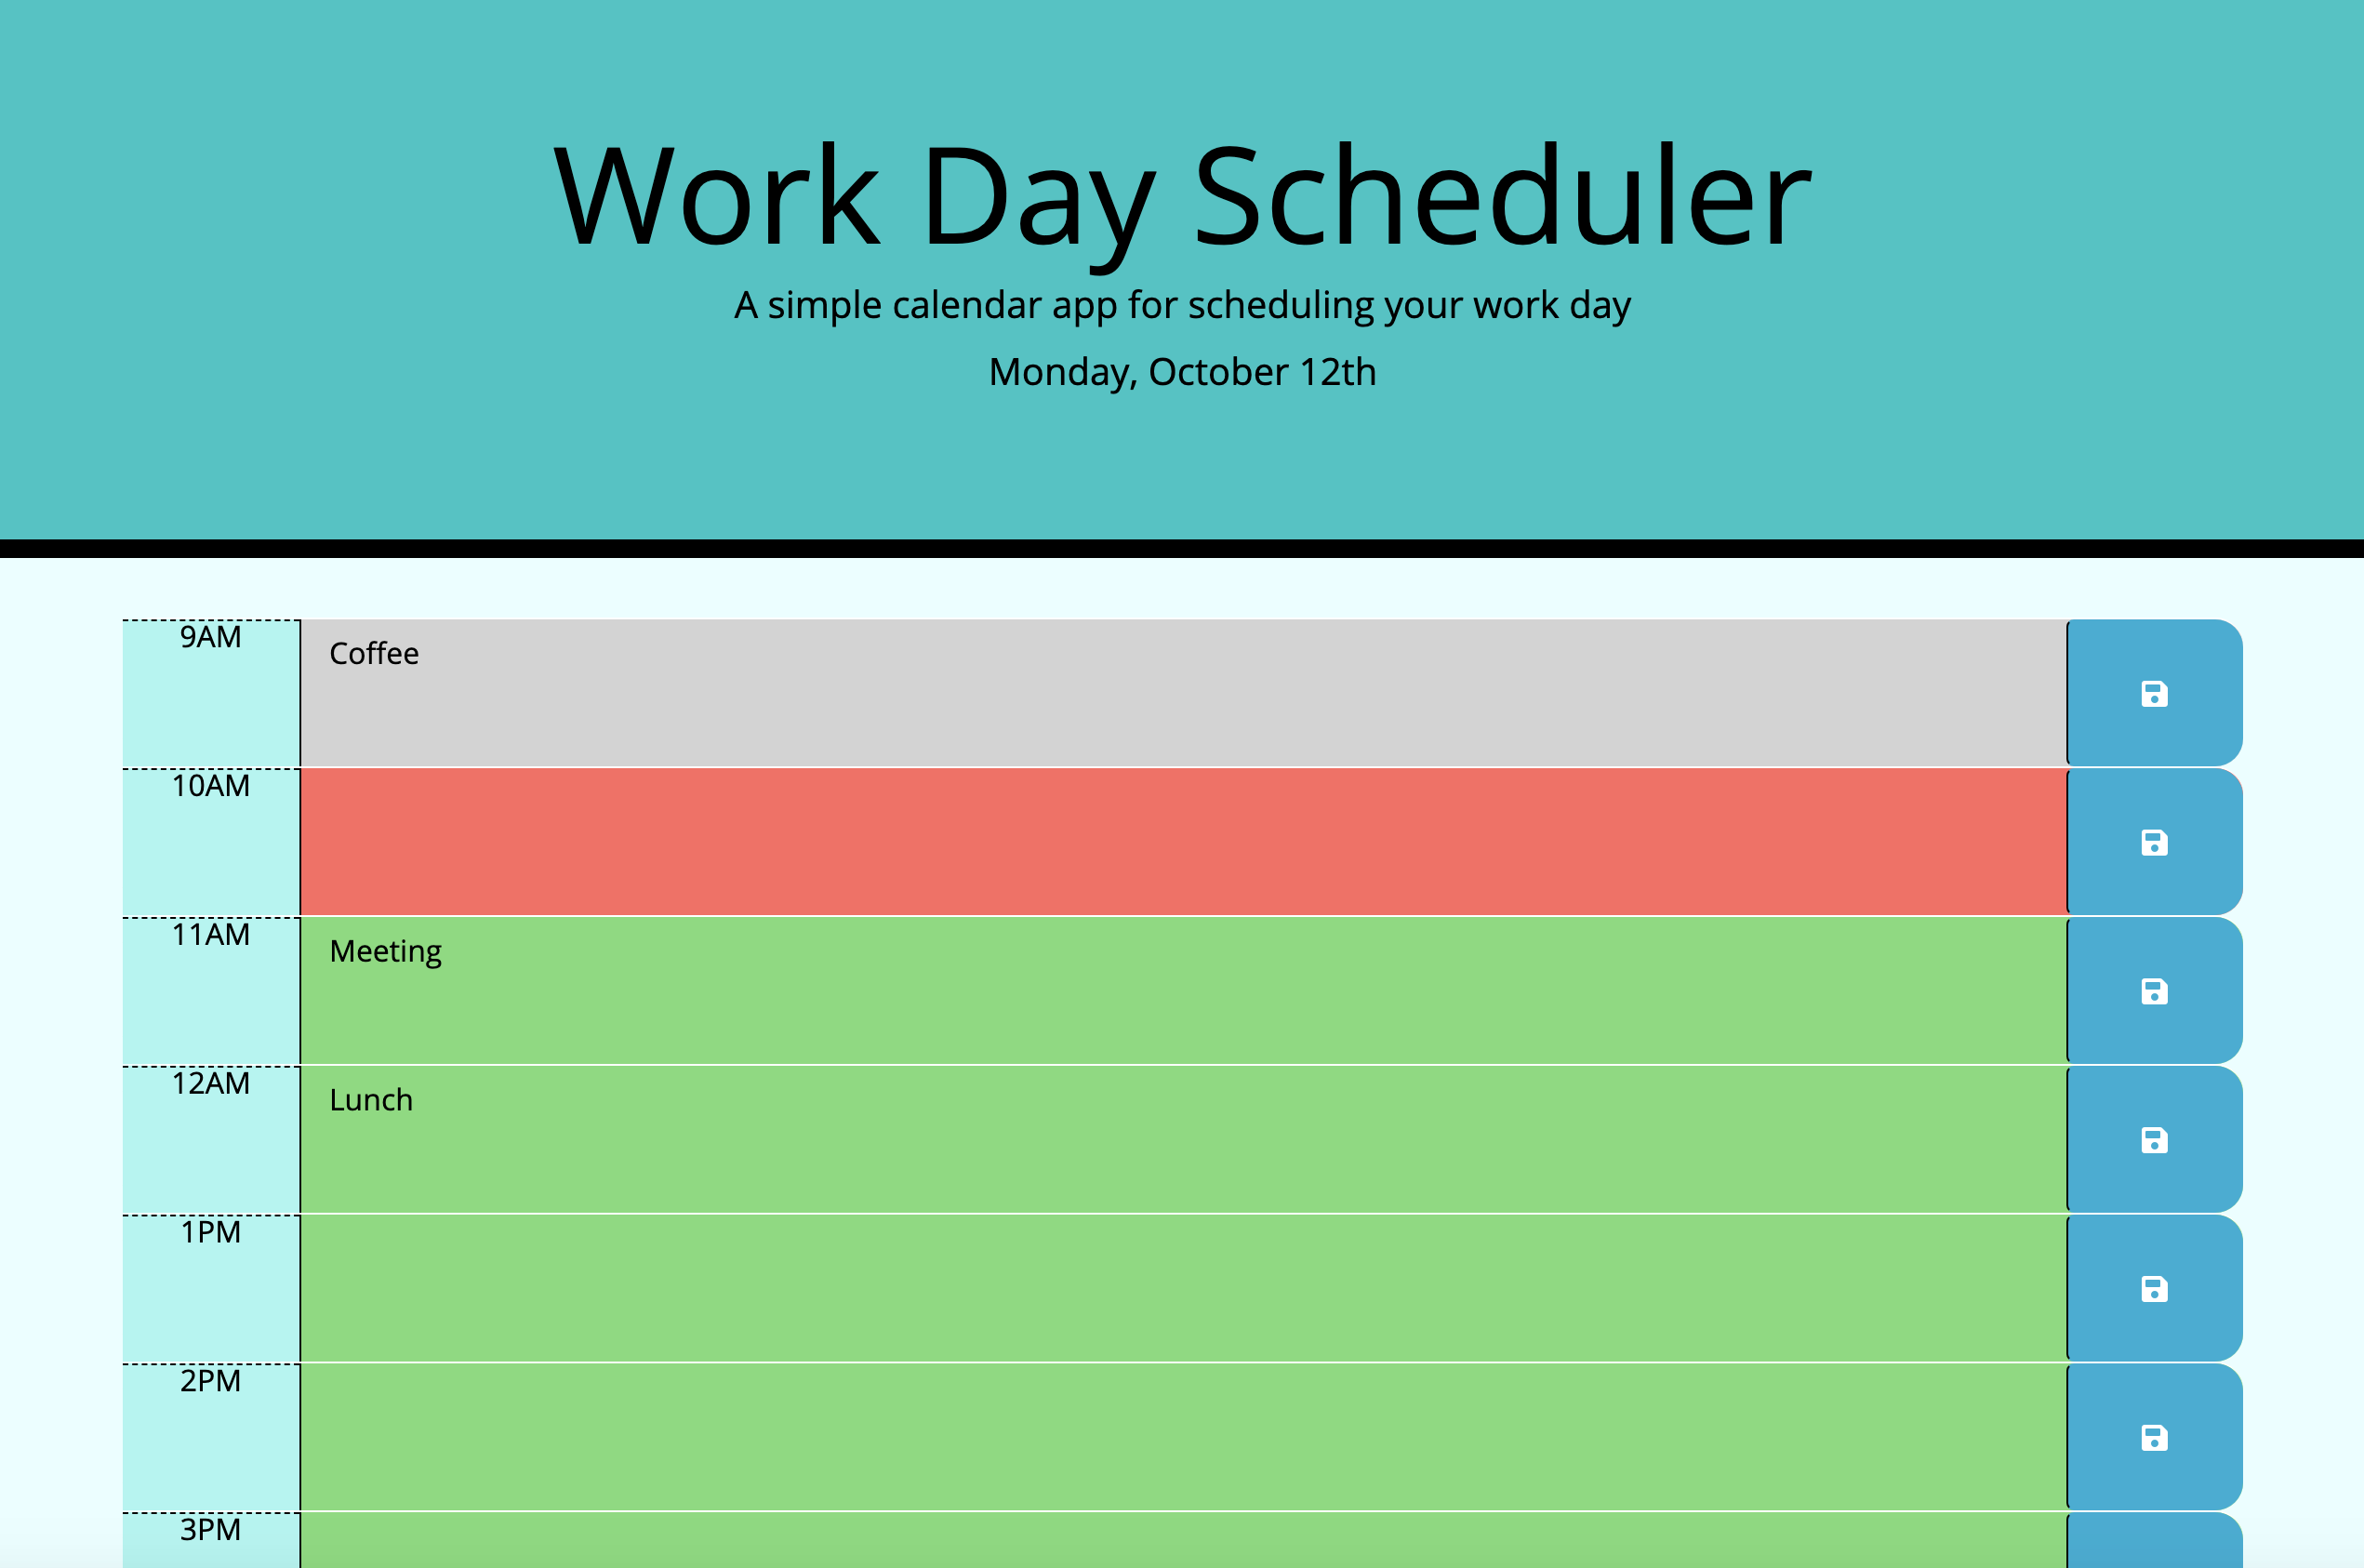 Work Day Scheduler
A simple calendar app for scheduling your work day
Monday, October 12th
9AM
Coffee
10AM
11AM
Meeting
12AM
Lunch
1PM
2PM
3PM